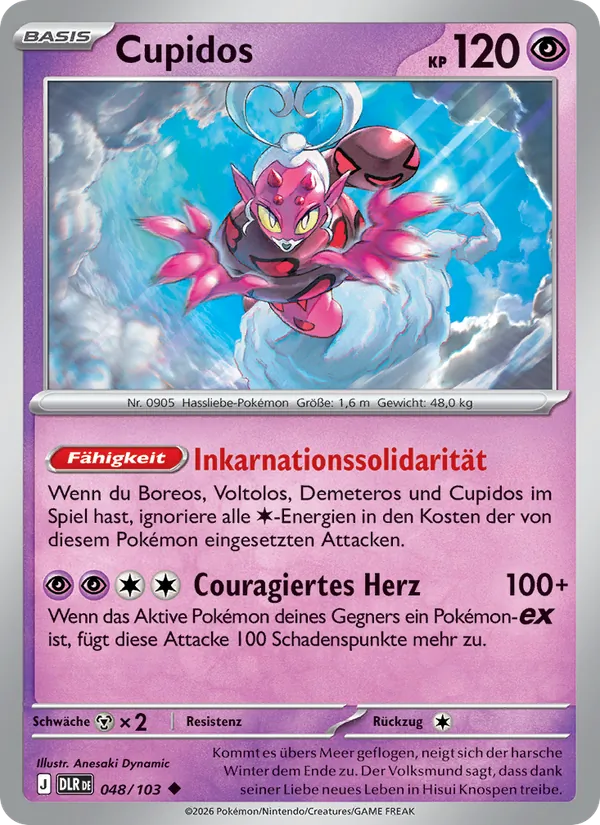 BASIS
Cupidos
KP 120
Nr. 0905 Hassliebe-Pokémon Größe: 1,6 m Gewicht: 48,0 kg
Fähigkeit Inkarnationssolidarität
Wenn du Boreos, Voltolos, Demeteros und Cupidos im
Spiel hast, ignoriere alle -Energien in den Kosten der von
diesem Pokémon eingesetzten Attacken.
Couragiertes Herz 100+
Wenn das Aktive Pokémon deines Gegners ein Pokémon-ex
ist, fügt diese Attacke 100 Schadenspunkte mehr zu.
Schwäche ×2 Resistenz Rückzug
Illustr. Anesaki Dynamic
J DLR DE 048/103
Kommt es übers Meer geflogen, neigt sich der harsche
Winter dem Ende zu. Der Volksmund sagt, dass dank
seiner Liebe neues Leben in Hisui Knospen treibe.
©2026 Pokémon/Nintendo/Creatures/GAME FREAK